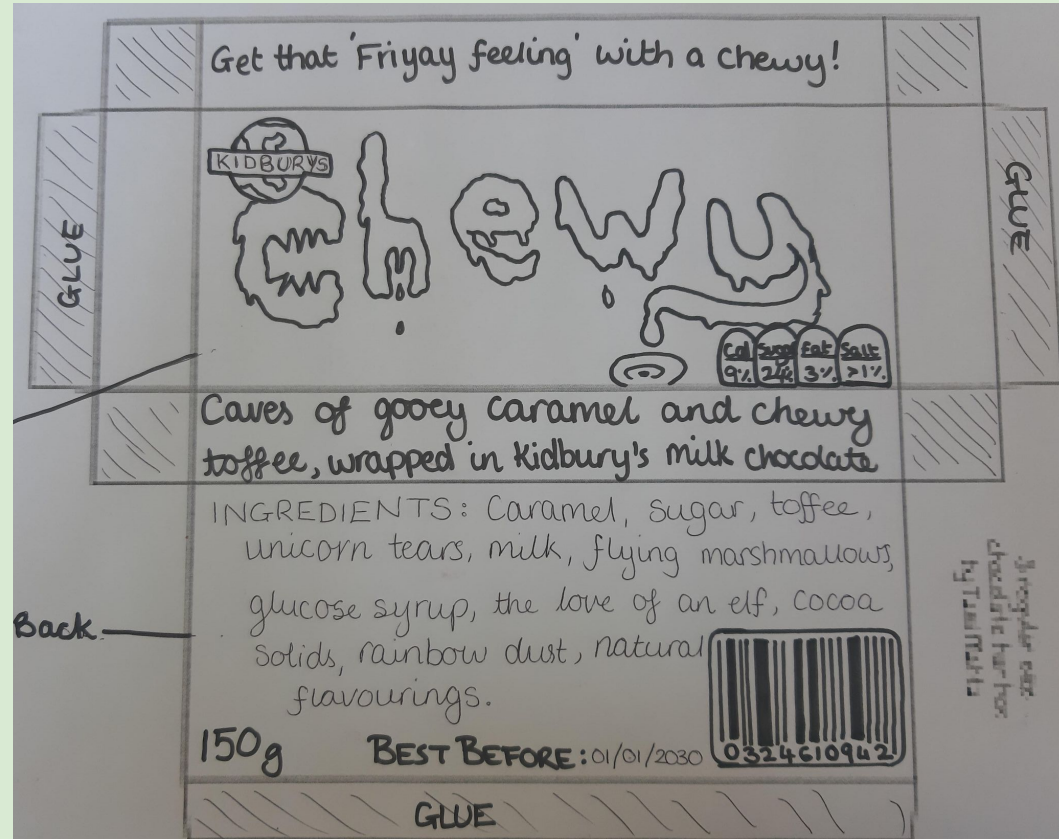 Get that 'Friyay feeling' with a chewy!
KIDBURYS
Chewy
GLUE
GLUE
Cal Sugar Fat Salt
9% 24% 3% >1%
Caves of gooey caramel and chewy
toffee, wrapped in Kidbury's milk chocolate
INGREDIENTS: Caramel, sugar, toffee,
unicorn tears, milk, flying marshmallows,
glucose syrup, the love of an elf, cocoa
solids, rainbow dust, natural
flavourings.
Back
150g
BEST BEFORE: 01/01/2030
0324610942
GLUE